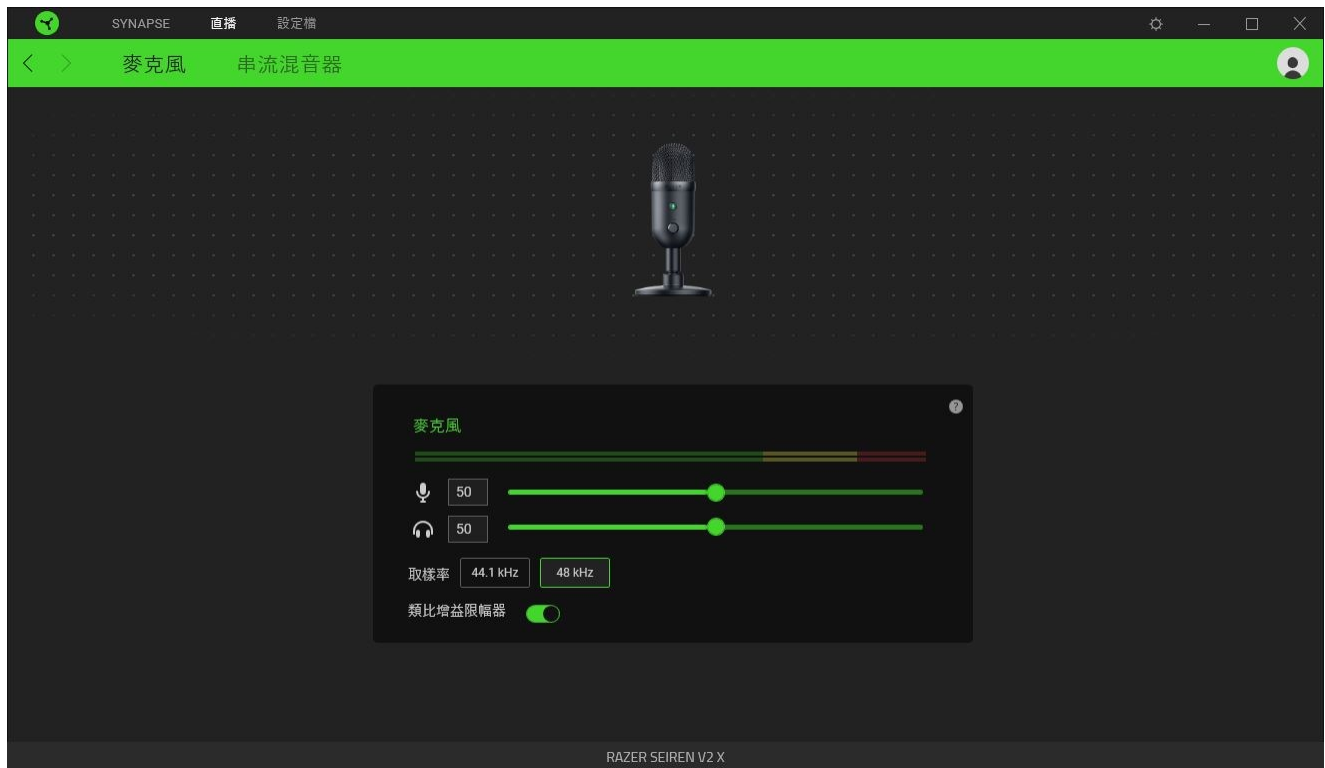 SYNAPSE 直播 設定檔
麥克風 串流混音器
?
麥克風
50
50
取樣率 44.1 kHz 48 kHz
類比增益限幅器
RAZER SEIREN V2 X